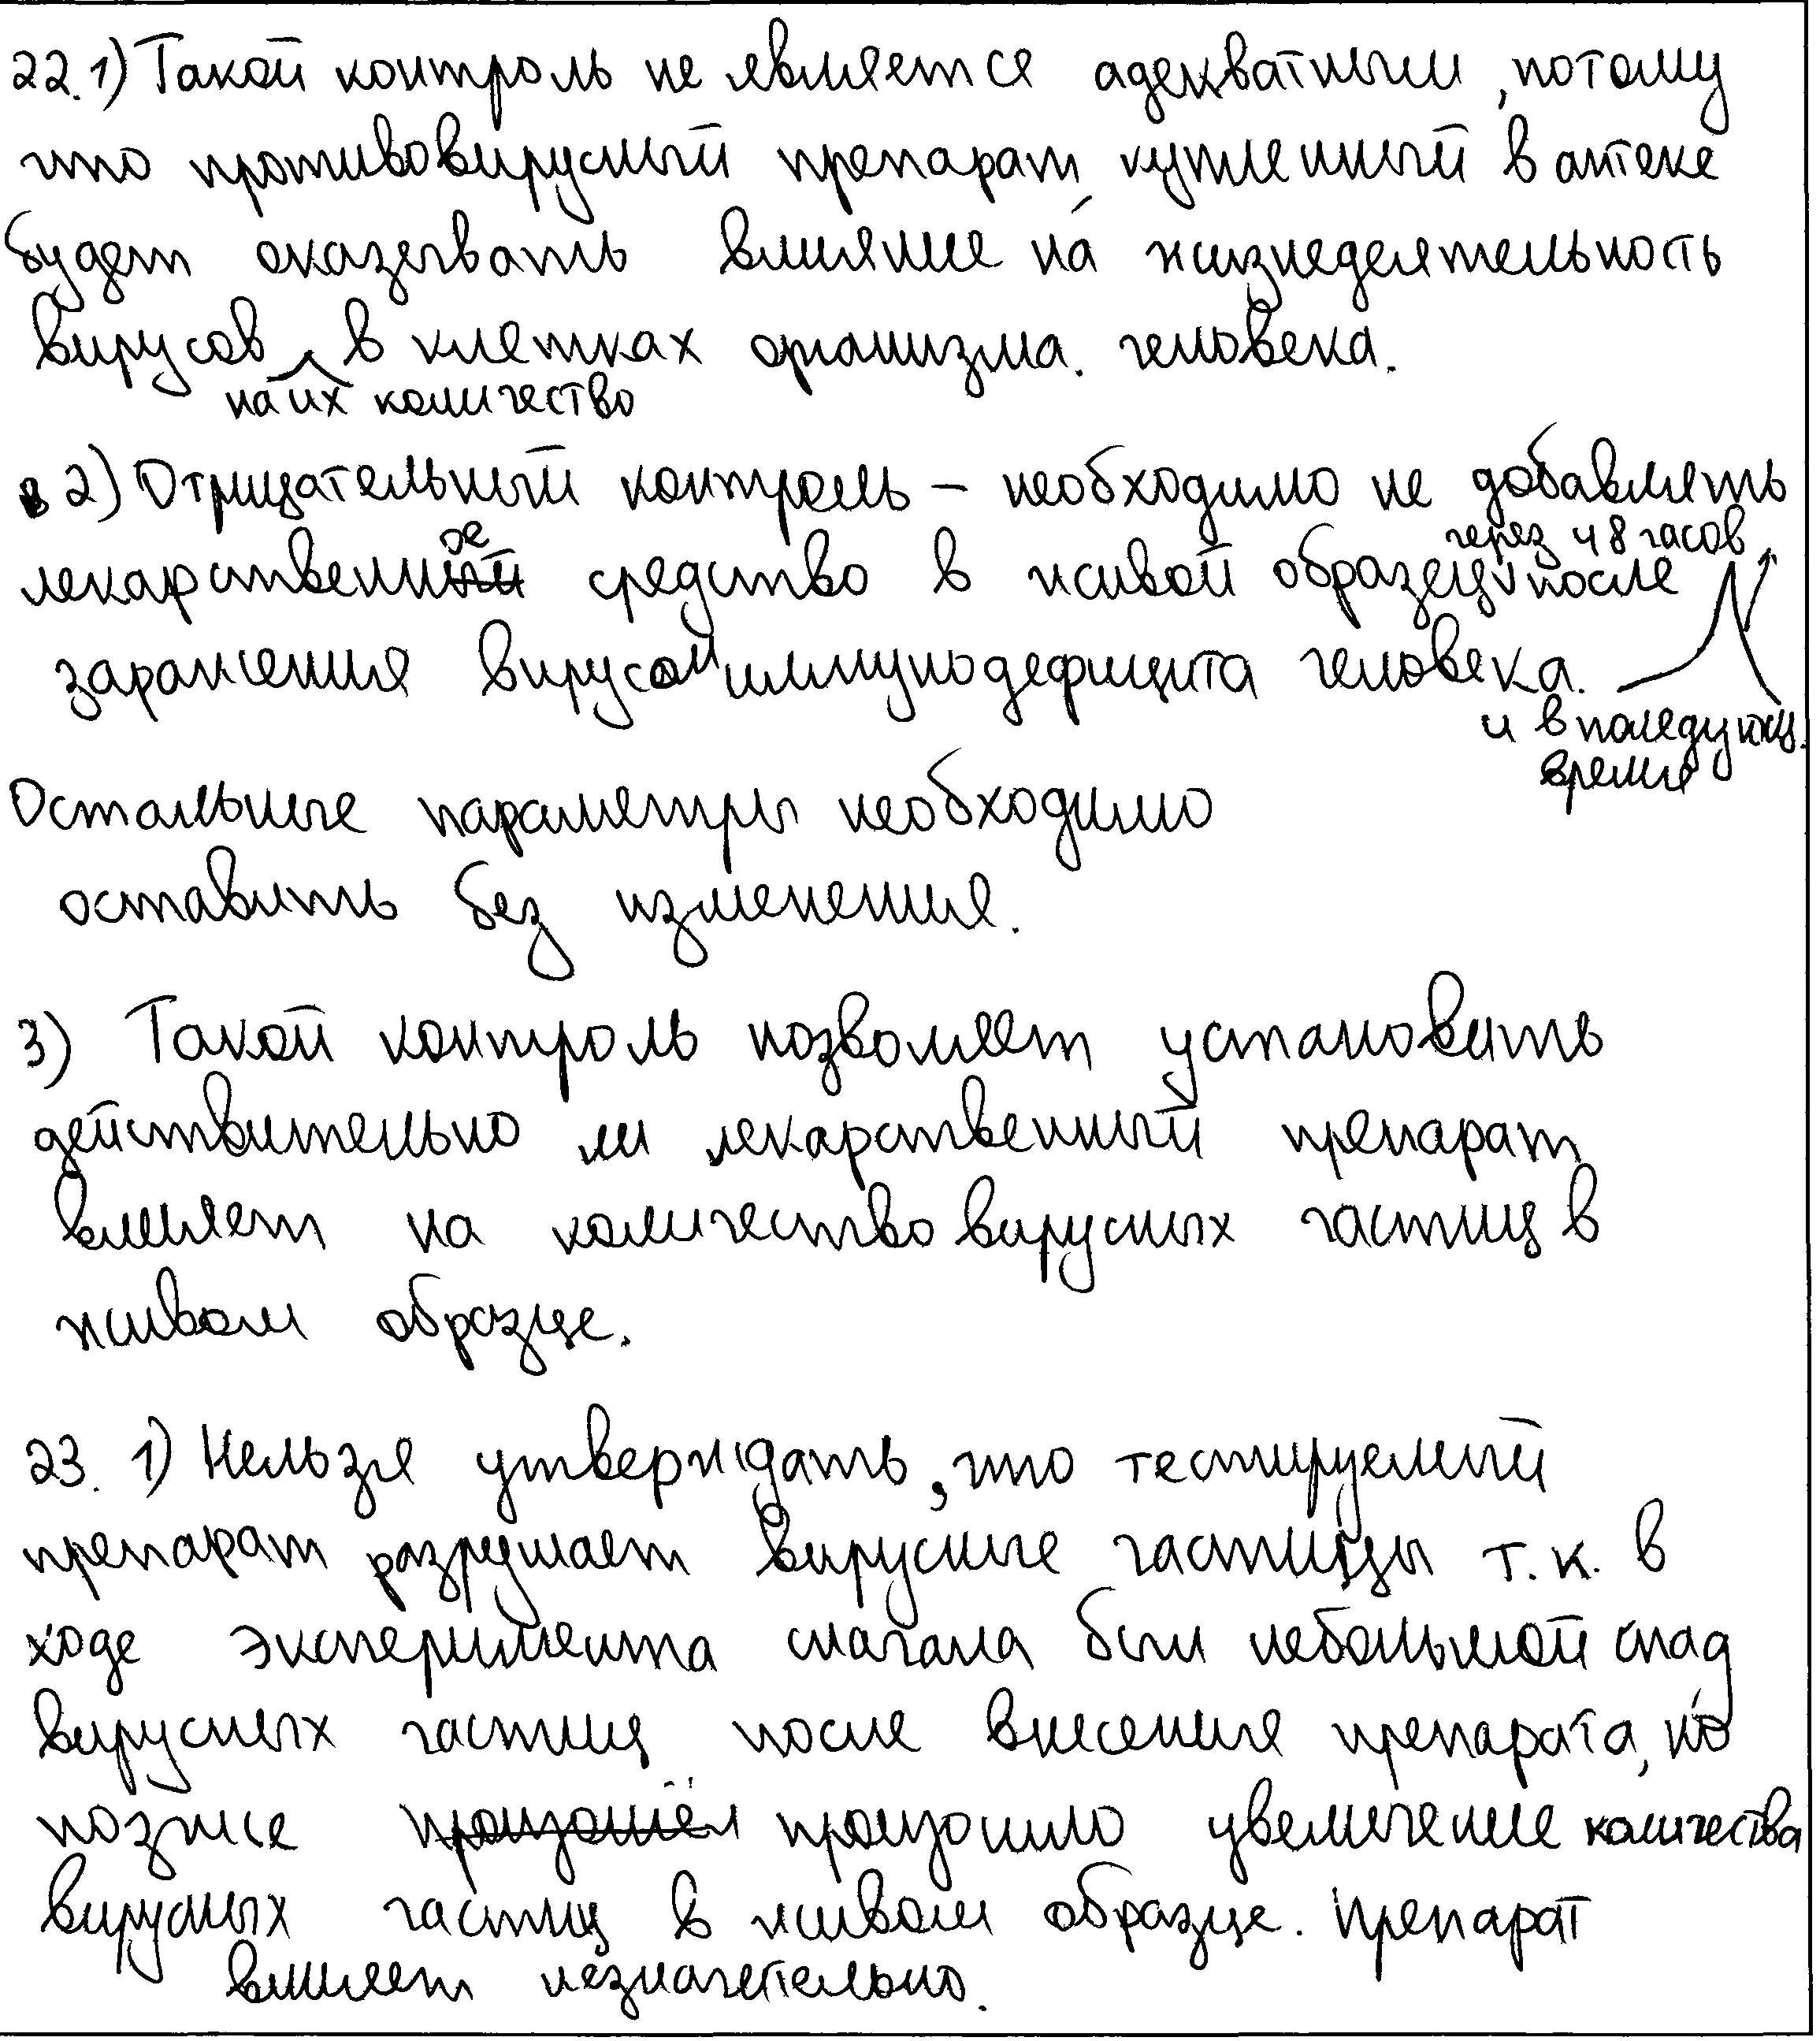 22. 1) Такой контроль не является адекватным, потому
что противовирусный препарат, купленный в аптеке
будет оказывать влияние на жизнедеятельность
вирусов в клетках организма человека.
на их количество
2) Отрицательный контроль – необходимо не добавлять
лекарственное средство в живой образец через 48 часов после
заражения вирусом иммунодефицита человека.
и в последующ.
время
Остальные параметры необходимо
оставить без изменения.
3) Такой контроль позволяет установить
действительно ли лекарственный препарат
влияет на количество вирусных частиц в
живом образце.
23. 1) Нельзя утверждать, что тестируемый
препарат разрушает вирусные частицы т.к. в
ходе эксперимента сначала был небольшой спад
вирусных частиц после внесения препарата, но
позже произошёл произошло увеличение количества
вирусных частиц в живом образце. Препарат
влияет незначительно.